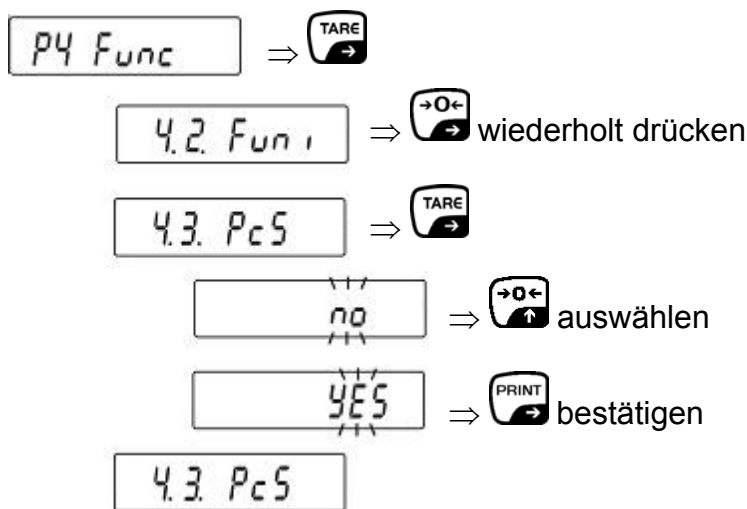 P4 Func ⇒ TARE →
4.2. Fun i ⇒ →0← → wiederholt drücken
4.3. PcS ⇒ TARE →
no ⇒ →0← ↑ auswählen
YES ⇒ PRINT → bestätigen
4.3. PcS